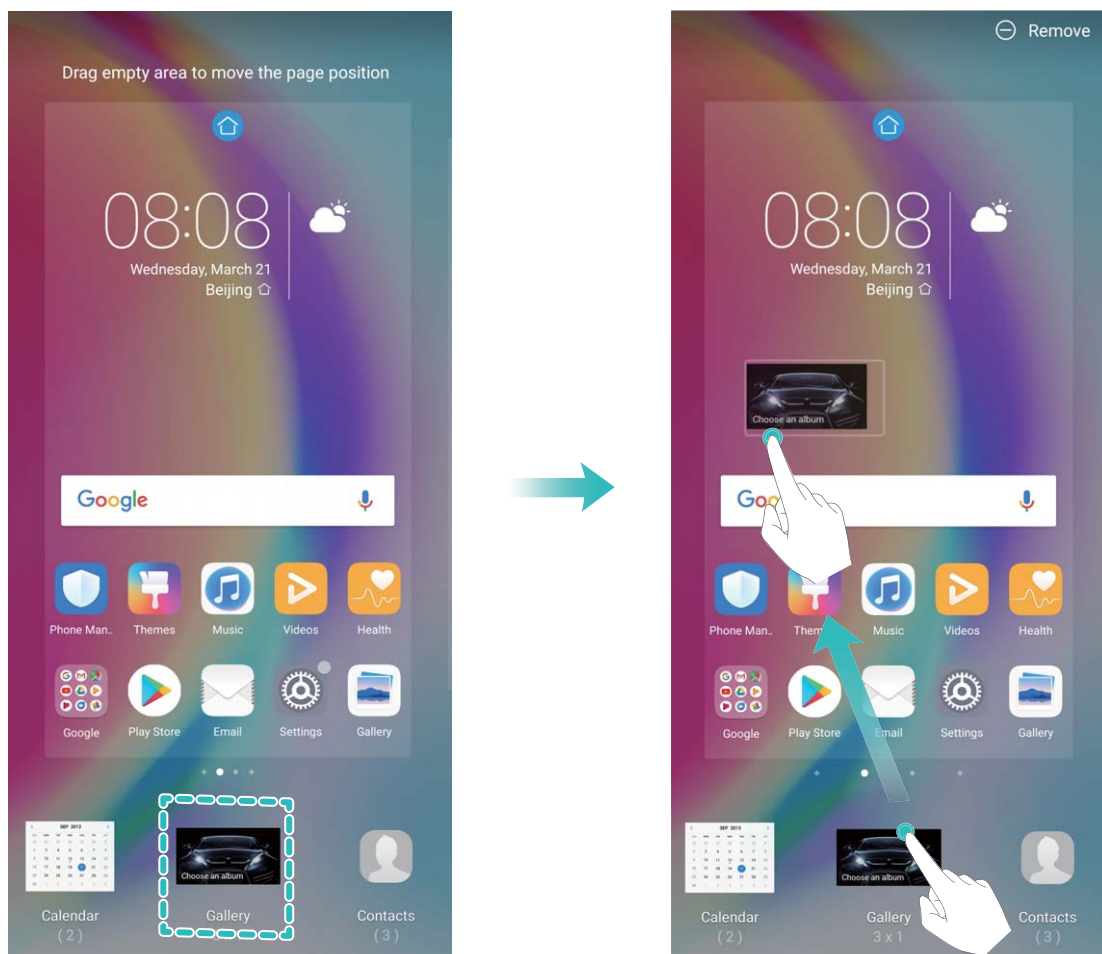 Drag empty area to move the page position
08:08
Wednesday, March 21
Beijing
Choose an album
Google
Phone Man..
Themes
Music
Videos
Health
Google
Play Store
Email
Settings
Gallery
SEP 2013
Choose an album
Calendar
(2)
Gallery
Contacts
(3)
Remove
08:08
Wednesday, March 21
Beijing
Choose an album
Goo
Phone Man..
Them
Music
Videos
Health
Google
Play Store
Email
Settings
Gallery
SEP 2013
Choose an album
Calendar
(2)
Gallery
3 x 1
Contacts
(3)